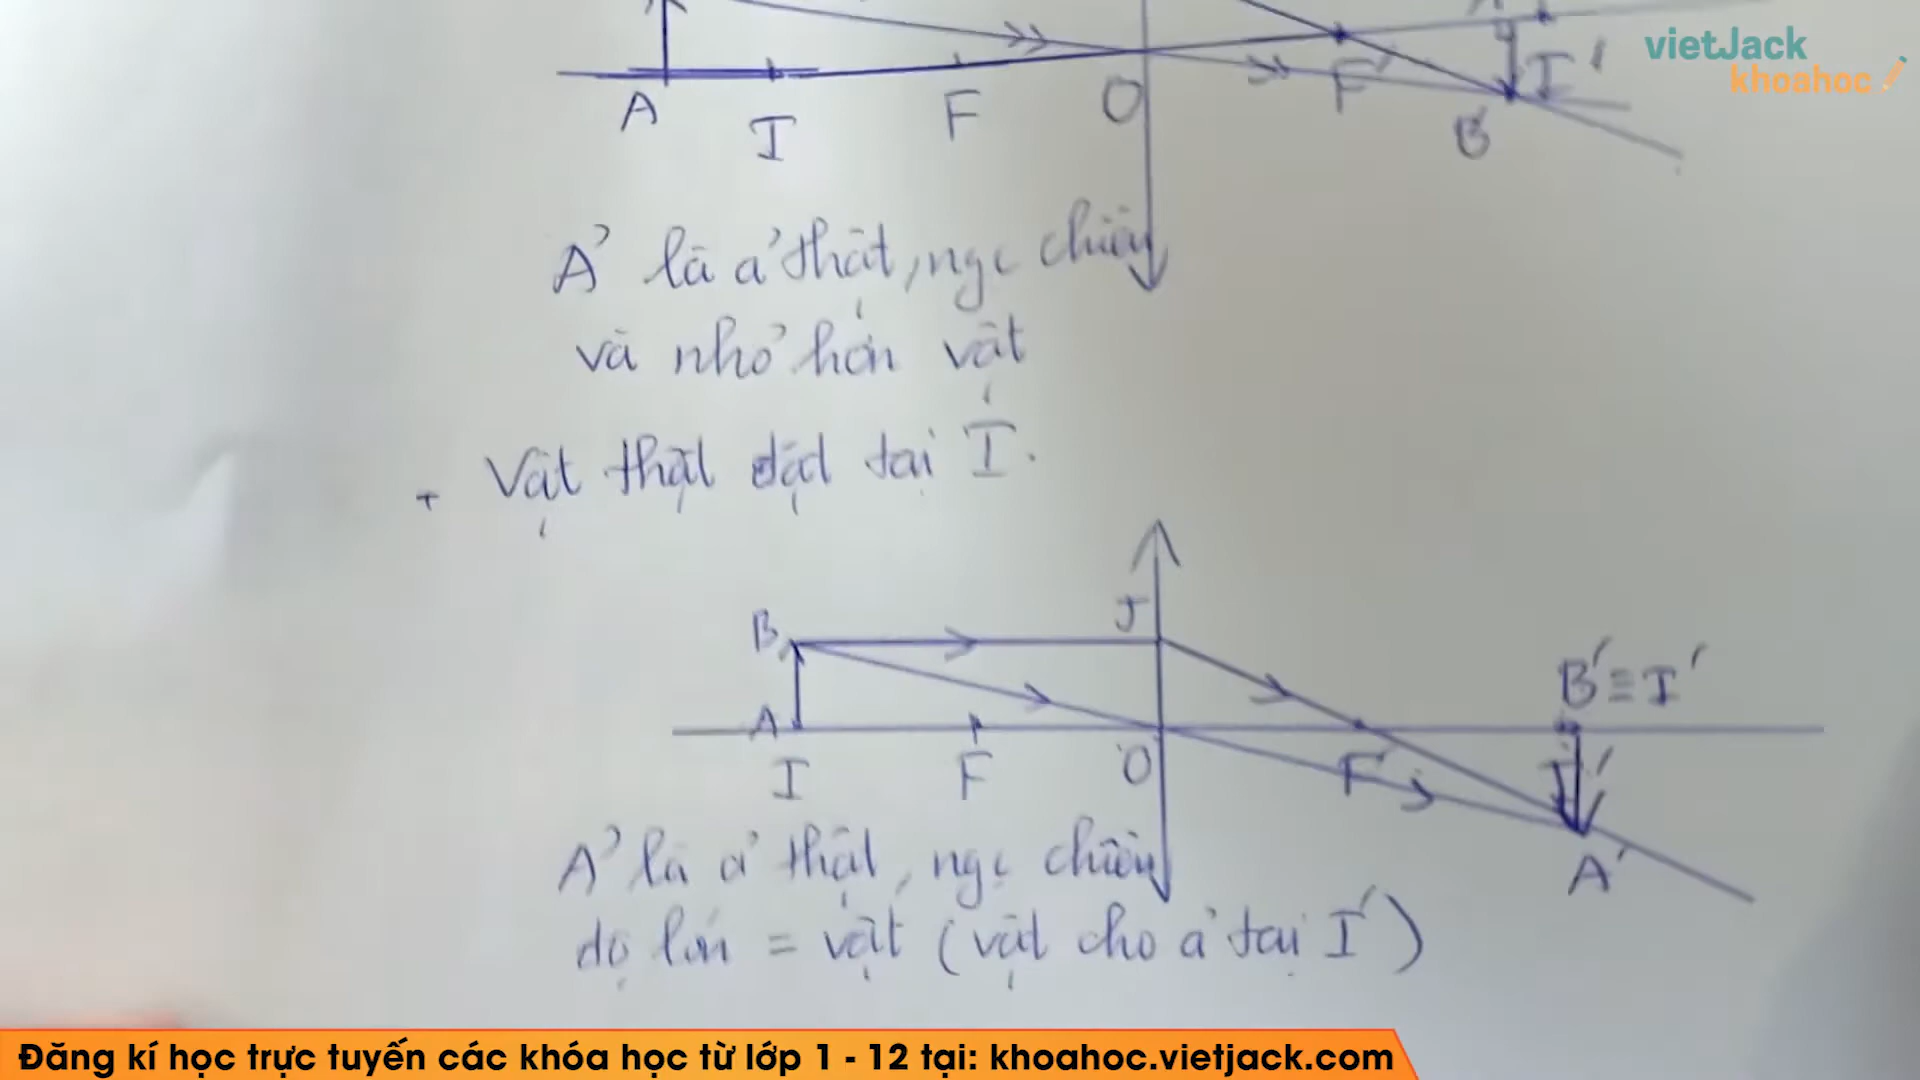 vietJack
khoahoc
A I F O F' B' I'
A' là ả thật, ngc chiều
và nhỏ hơn vật
+ Vật thật đặt tại I.
J
B B' ≡ I'
A
I F O F' I'
A'
A' là ả thật, ngc chiều
độ lớn = vật (vật cho ả tại I')
Đăng kí học trực tuyến các khóa học từ lớp 1 - 12 tại: khoahoc.vietjack.com